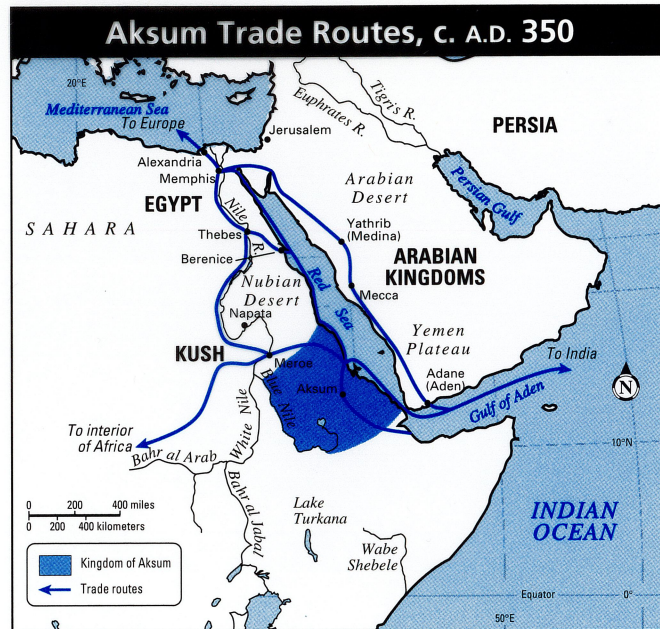 Aksum Trade Routes, C. A.D. 350
20°E
Mediterranean Sea
To Europe
Jerusalem
Euphrates R.
Tigris R.
PERSIA
Alexandria
Memphis
Arabian
Desert
Persian Gulf
EGYPT
Nile
R.
SAHARA
Thebes
Yathrib
(Medina)
Berenice
Red
Sea
ARABIAN
KINGDOMS
Nubian
Desert
Mecca
Napata
Yemen
Plateau
KUSH
Meroe
To India
Adane
(Aden)
N
Aksum
Blue Nile
Gulf of Aden
White Nile
To interior
of Africa
10°N
Bahr al Arab
Bahr al Jabal
0 200 400 miles
0 200 400 kilometers
Lake
Turkana
INDIAN
OCEAN
Wabe
Shebele
Kingdom of Aksum
Trade routes
Equator
0°
50°E